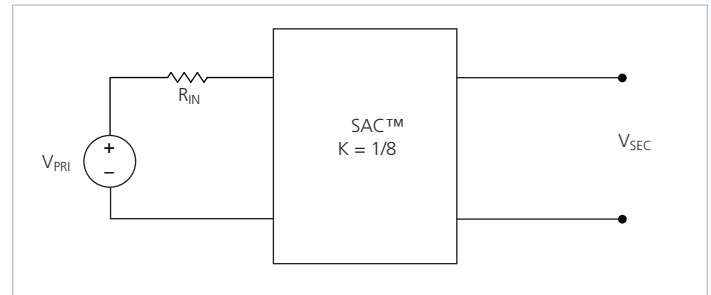 R_IN
SAC™
K = 1/8
+
V_PRI
−
V_SEC